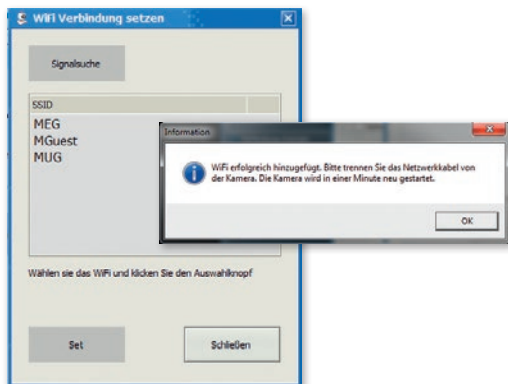 WiFi Verbindung setzen
Signalsuche
SSID
MEG
MGuest
MUG
Wählen sie das WiFi und klicken Sie den Auswahlknopf
Set
Schließen
Information
WiFi erfolgreich hinzugefügt. Bitte trennen Sie das Netzwerkkabel von
der Kamera. Die Kamera wird in einer Minute neu gestartet.
OK